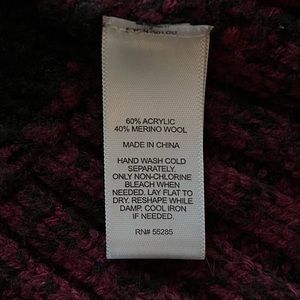 60% ACRYLIC
40% MERINO WOOL
MADE IN CHINA
HAND WASH COLD
SEPARATELY.
ONLY NON-CHLORINE
BLEACH WHEN
NEEDED. LAY FLAT TO
DRY. RESHAPE WHILE
DAMP. COOL IRON
IF NEEDED.
RN# 55285